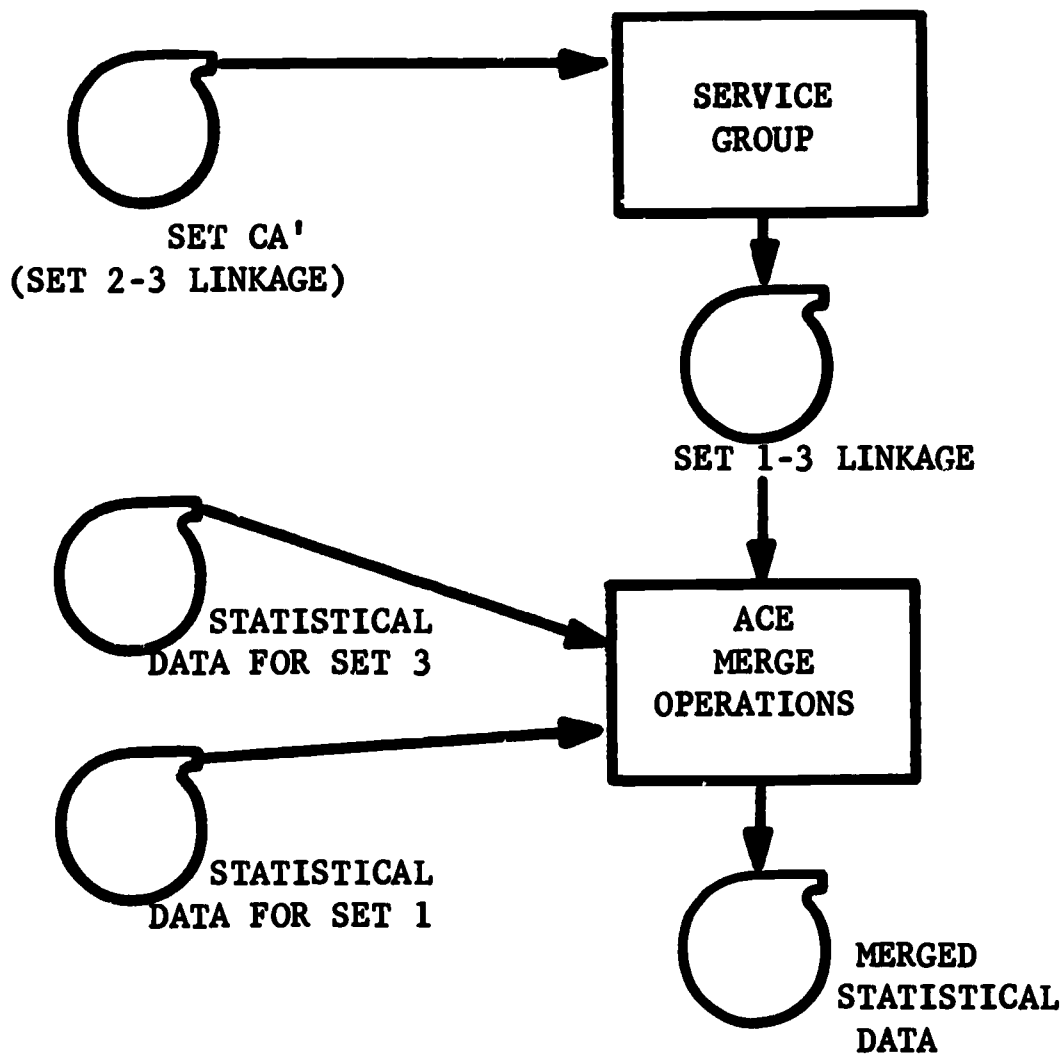 SERVICE
GROUP
SET CA'
(SET 2-3 LINKAGE)
SET 1-3 LINKAGE
STATISTICAL
DATA FOR SET 3
ACE
MERGE
OPERATIONS
STATISTICAL
DATA FOR SET 1
MERGED
STATISTICAL
DATA